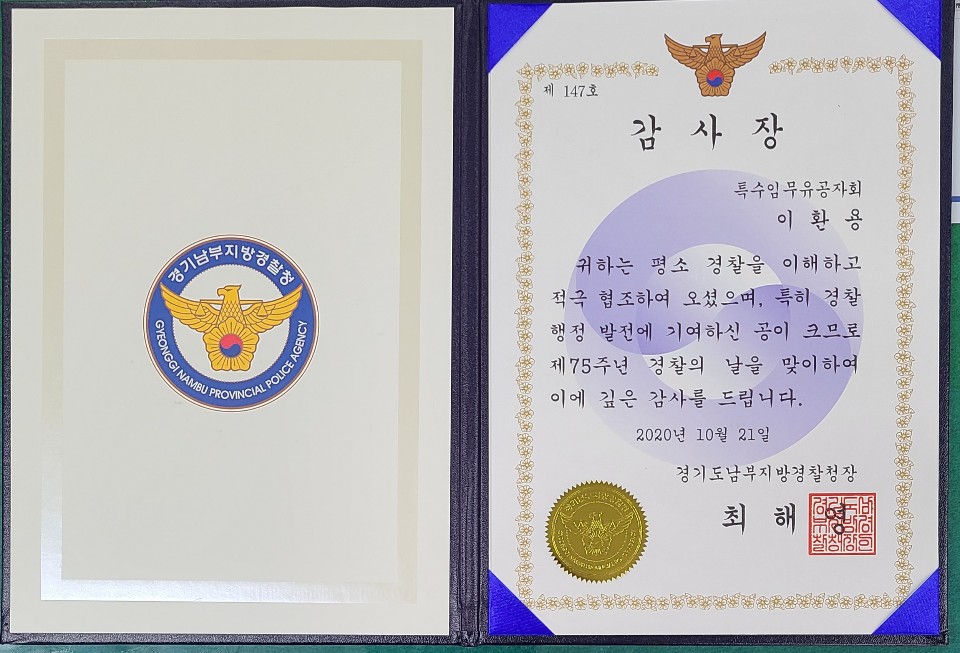 경기남부지방경찰청
GYEONGGI NAMBU PROVINCIAL POLICE AGENCY
제 147호
감 사 장
특수임무유공자회
이 환 용
귀하는 평소 경찰을 이해하고
적극 협조하여 오셨으며, 특히 경찰
행정 발전에 기여하신 공이 크므로
제75주년 경찰의 날을 맞이하여
이에 깊은 감사를 드립니다.
2020년 10월 21일
경기도남부지방경찰청장
최 해 영